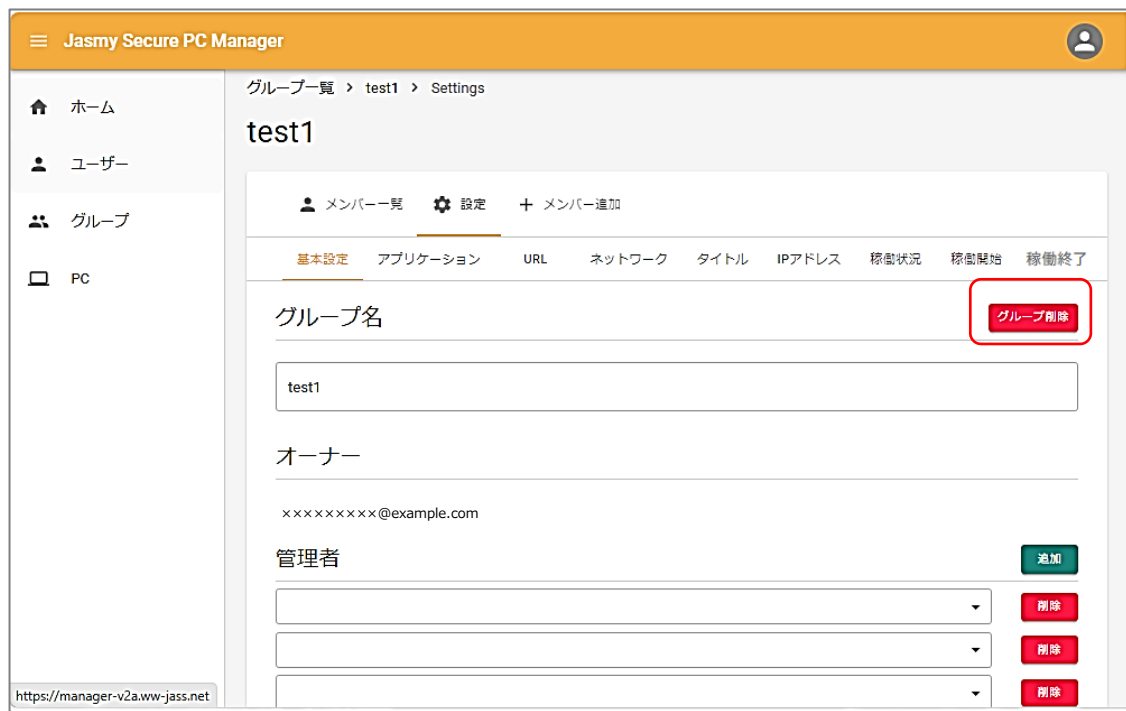 Jasmy Secure PC Manager
ホーム
ユーザー
グループ
PC
グループ一覧 > test1 > Settings
test1
メンバー一覧 設定 + メンバー追加
基本設定 アプリケーション URL ネットワーク タイトル IPアドレス 稼働状況 稼働開始 稼働終了
グループ名 グループ削除
test1
オーナー
×××××××××@example.com
管理者 追加
削除
削除
削除
https://manager-v2a.ww-jass.net